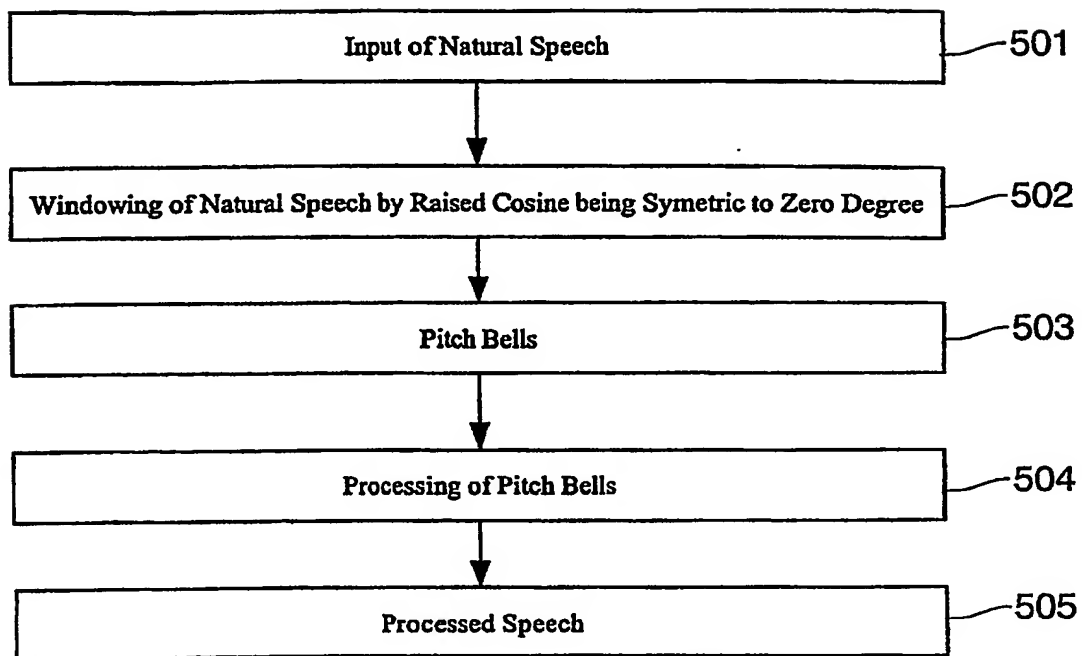 Input of Natural Speech
501
Windowing of Natural Speech by Raised Cosine being Symetric to Zero Degree
502
Pitch Bells
503
Processing of Pitch Bells
504
Processed Speech
505